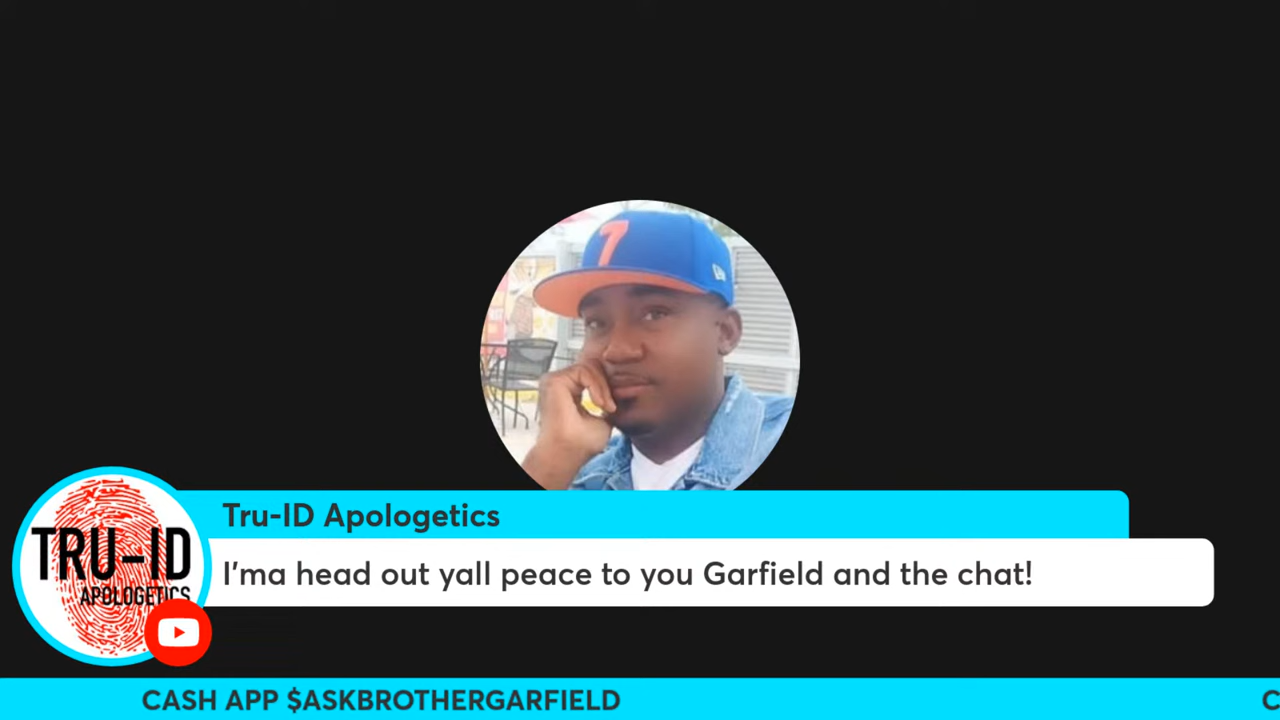 7
Tru-ID Apologetics
I'ma head out yall peace to you Garfield and the chat!
TRU-ID
APOLOGETICS
CASH APP $ASKBROTHERGARFIELD
C